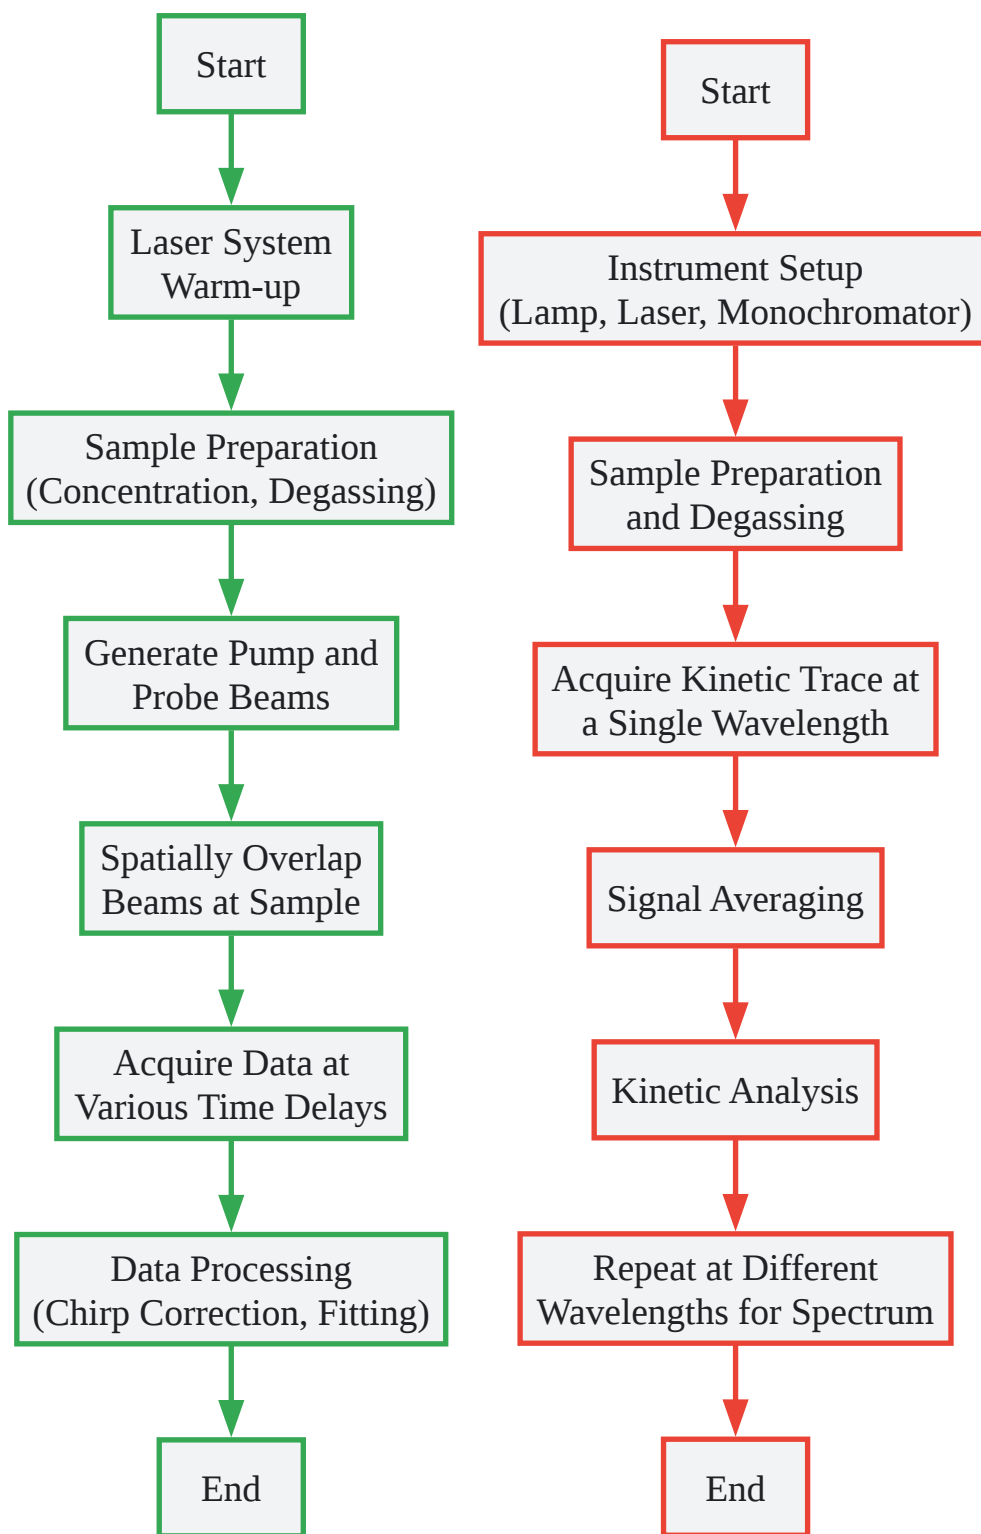 Start
Laser System
Warm-up
Sample Preparation
(Concentration, Degassing)
Generate Pump and
Probe Beams
Spatially Overlap
Beams at Sample
Acquire Data at
Various Time Delays
Data Processing
(Chirp Correction, Fitting)
End
Start
Instrument Setup
(Lamp, Laser, Monochromator)
Sample Preparation
and Degassing
Acquire Kinetic Trace at
a Single Wavelength
Signal Averaging
Kinetic Analysis
Repeat at Different
Wavelengths for Spectrum
End